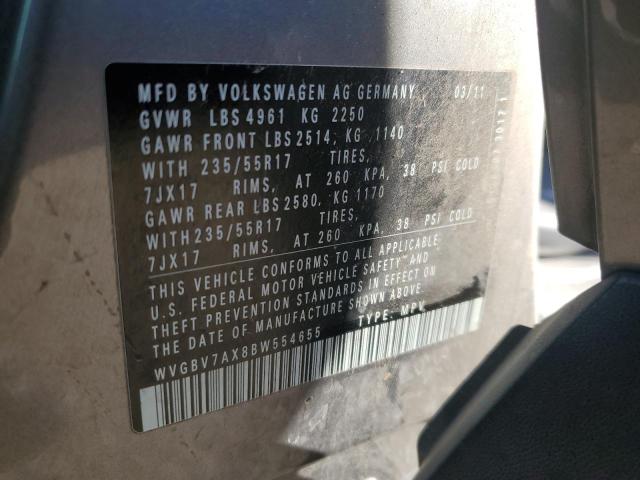 MFD BY VOLKSWAGEN AG GERMANY 03/11
GVWR LBS 4961 KG 2250
GAWR FRONT LBS 2514, KG 1140
WITH 235/55R17 TIRES,
7JX17 RIMS, AT 260 KPA, 38 PSI COLD
GAWR REAR LBS 2580, KG 1170
WITH 235/55R17 TIRES,
7JX17 RIMS, AT 260 KPA, 38 PSI COLD
THIS VEHICLE CONFORMS TO ALL APPLICABLE
U.S. FEDERAL MOTOR VEHICLE SAFETY AND
THEFT PREVENTION STANDARDS IN EFFECT ON
THE DATE OF MANUFACTURE SHOWN ABOVE.
WVGBV7AX8BW554655 TYPE: MPV